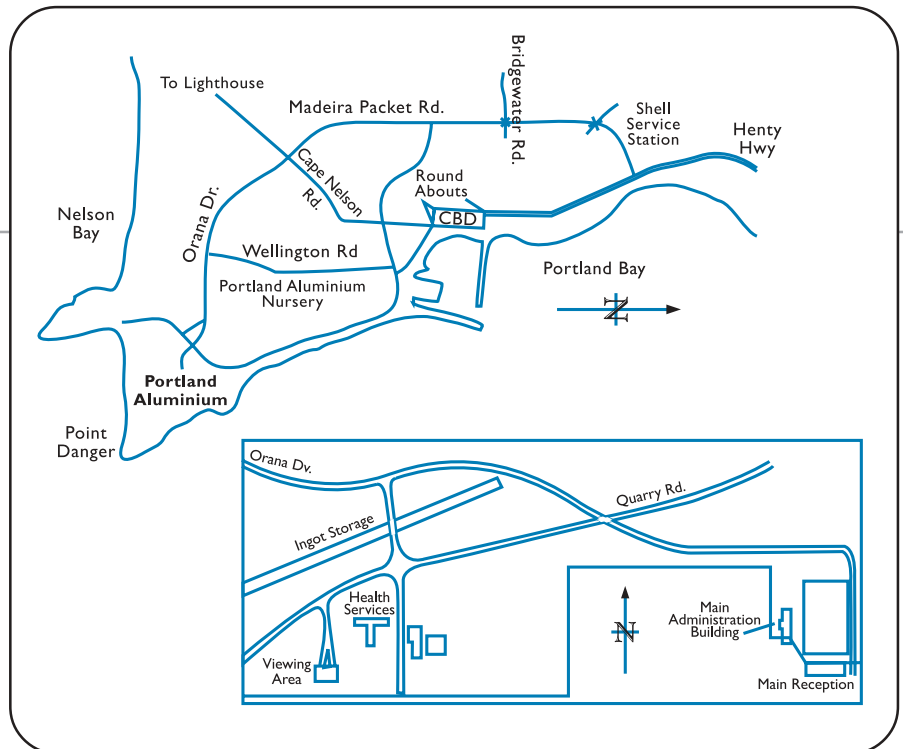 Bridgewater Rd.
To Lighthouse
Madeira Packet Rd.
Shell
Service
Station
Henty
Hwy
Cape Nelson
Rd.
Round
Abouts
CBD
Nelson
Bay
Orana Dr.
Wellington Rd
Portland Aluminium
Nursery
Portland Bay
N
Portland
Aluminium
Point
Danger
Orana Dv.
Quarry Rd.
Ingot Storage
Health
Services
N
Main
Administration
Building
Viewing
Area
Main Reception